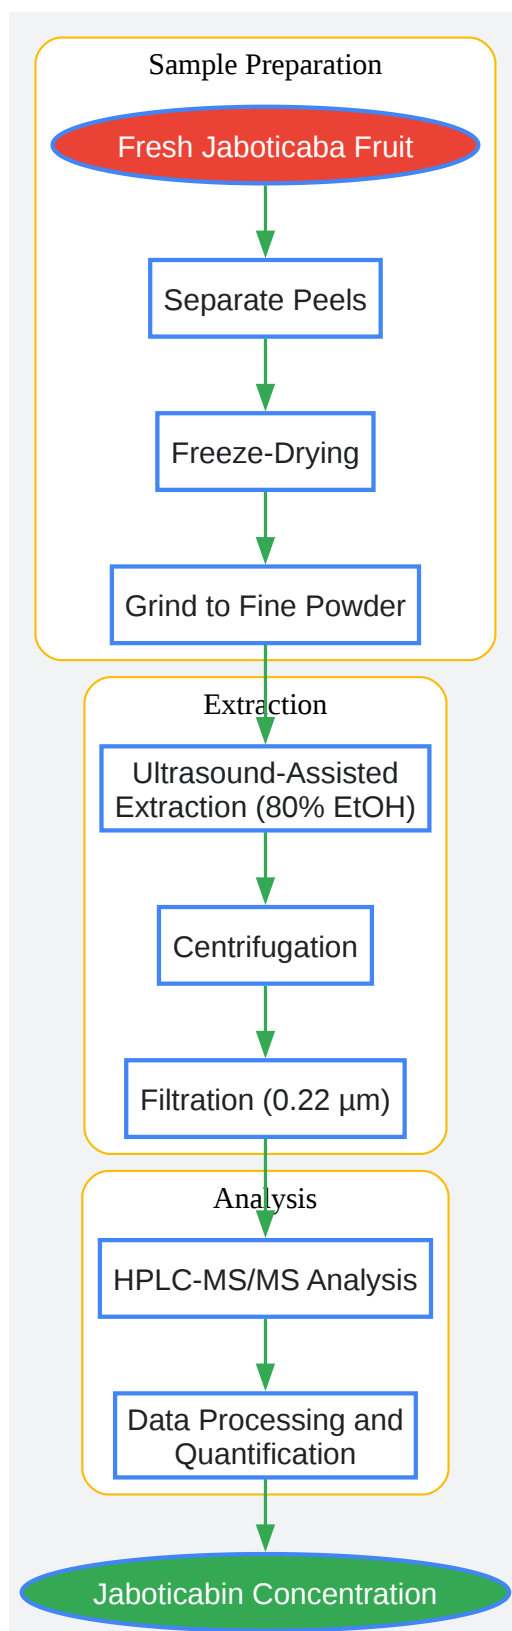 Sample Preparation
Fresh Jaboticaba Fruit
Separate Peels
Freeze-Drying
Grind to Fine Powder
Extraction
Ultrasound-Assisted
Extraction (80% EtOH)
Centrifugation
Filtration (0.22 µm)
Analysis
HPLC-MS/MS Analysis
Data Processing and
Quantification
Jaboticabin Concentration